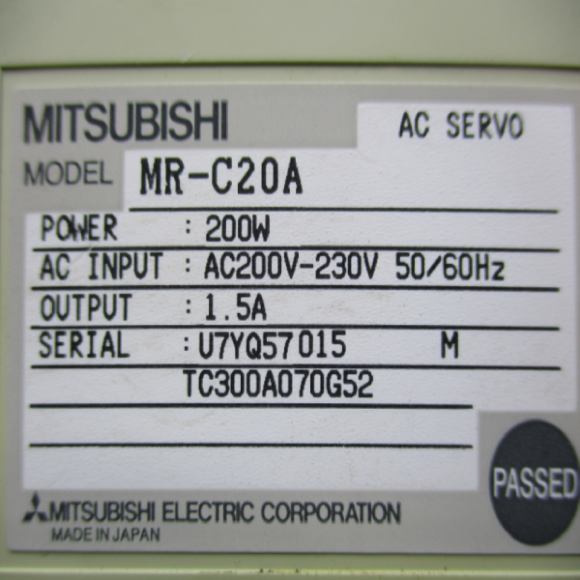 MITSUBISHI
AC SERVO
MODEL MR-C20A
POWER : 200W
AC INPUT : AC200V-230V 50/60Hz
OUTPUT : 1.5A
SERIAL : U7YQ57015 M
TC300A070G52
PASSED
MITSUBISHI ELECTRIC CORPORATION
MADE IN JAPAN